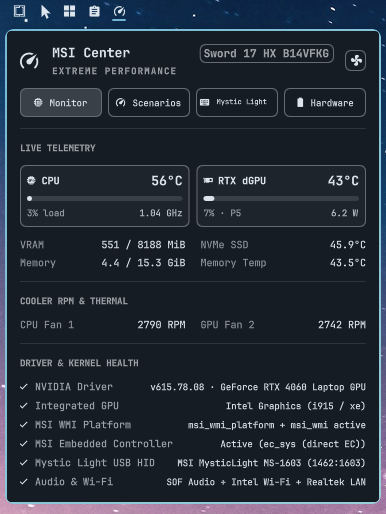 MSI Center
Sword 17 HX B14VFKG
EXTREME PERFORMANCE
Monitor
Scenarios
Mystic Light
Hardware
LIVE TELEMETRY
CPU 56°C
3% load 1.04 GHz
RTX dGPU 43°C
7% · P5 6.2 W
VRAM 551 / 8188 MiB
NVMe SSD 45.9°C
Memory 4.4 / 15.3 GiB
Memory Temp 43.5°C
COOLER RPM & THERMAL
CPU Fan 1 2790 RPM
GPU Fan 2 2742 RPM
DRIVER & KERNEL HEALTH
✓ NVIDIA Driver v615.78.08 · GeForce RTX 4060 Laptop GPU
✓ Integrated GPU Intel Graphics (i915 / xe)
✓ MSI WMI Platform msi_wmi_platform + msi_wmi active
✓ MSI Embedded Controller Active (ec_sys (direct EC))
✓ Mystic Light USB HID MSI MysticLight MS-1603 (1462:1603)
✓ Audio & Wi-Fi SOF Audio + Intel Wi-Fi + Realtek LAN